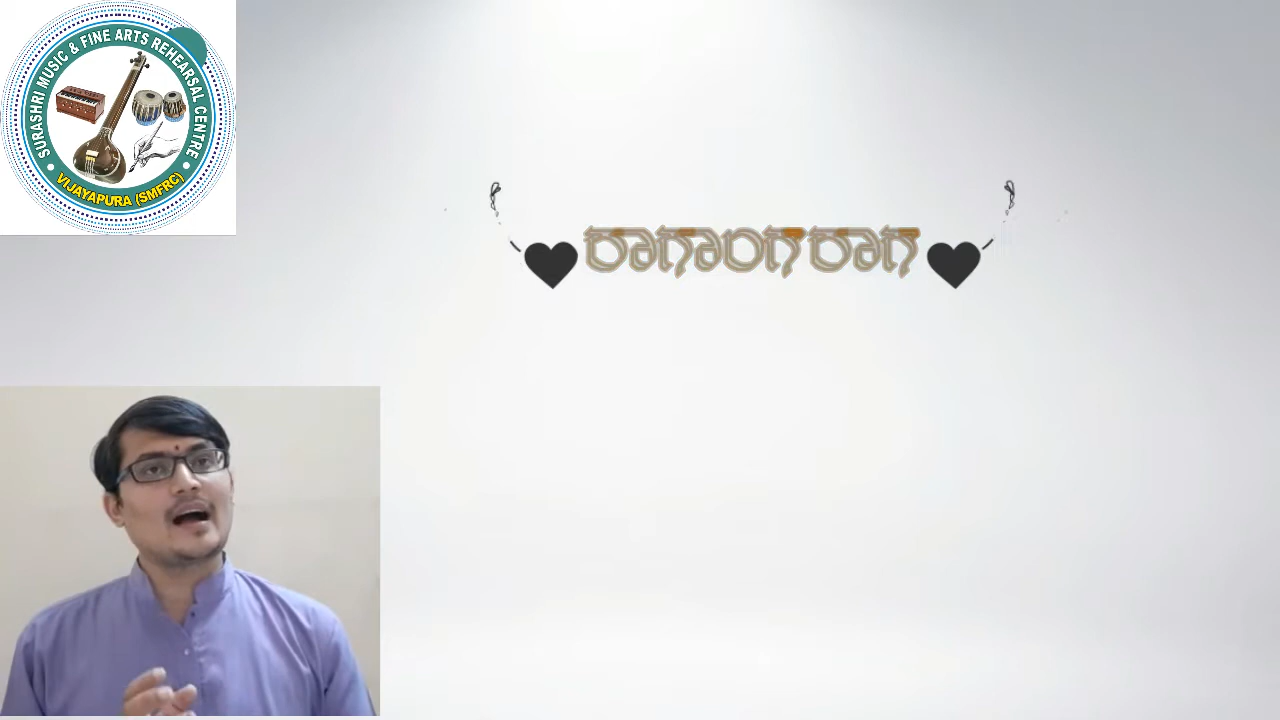 SURASHRI MUSIC & FINE ARTS REHEARSAL CENTRE
VIJAYAPURA (SMFRC)
ರಾಗಾಂಗ ರಾಗ